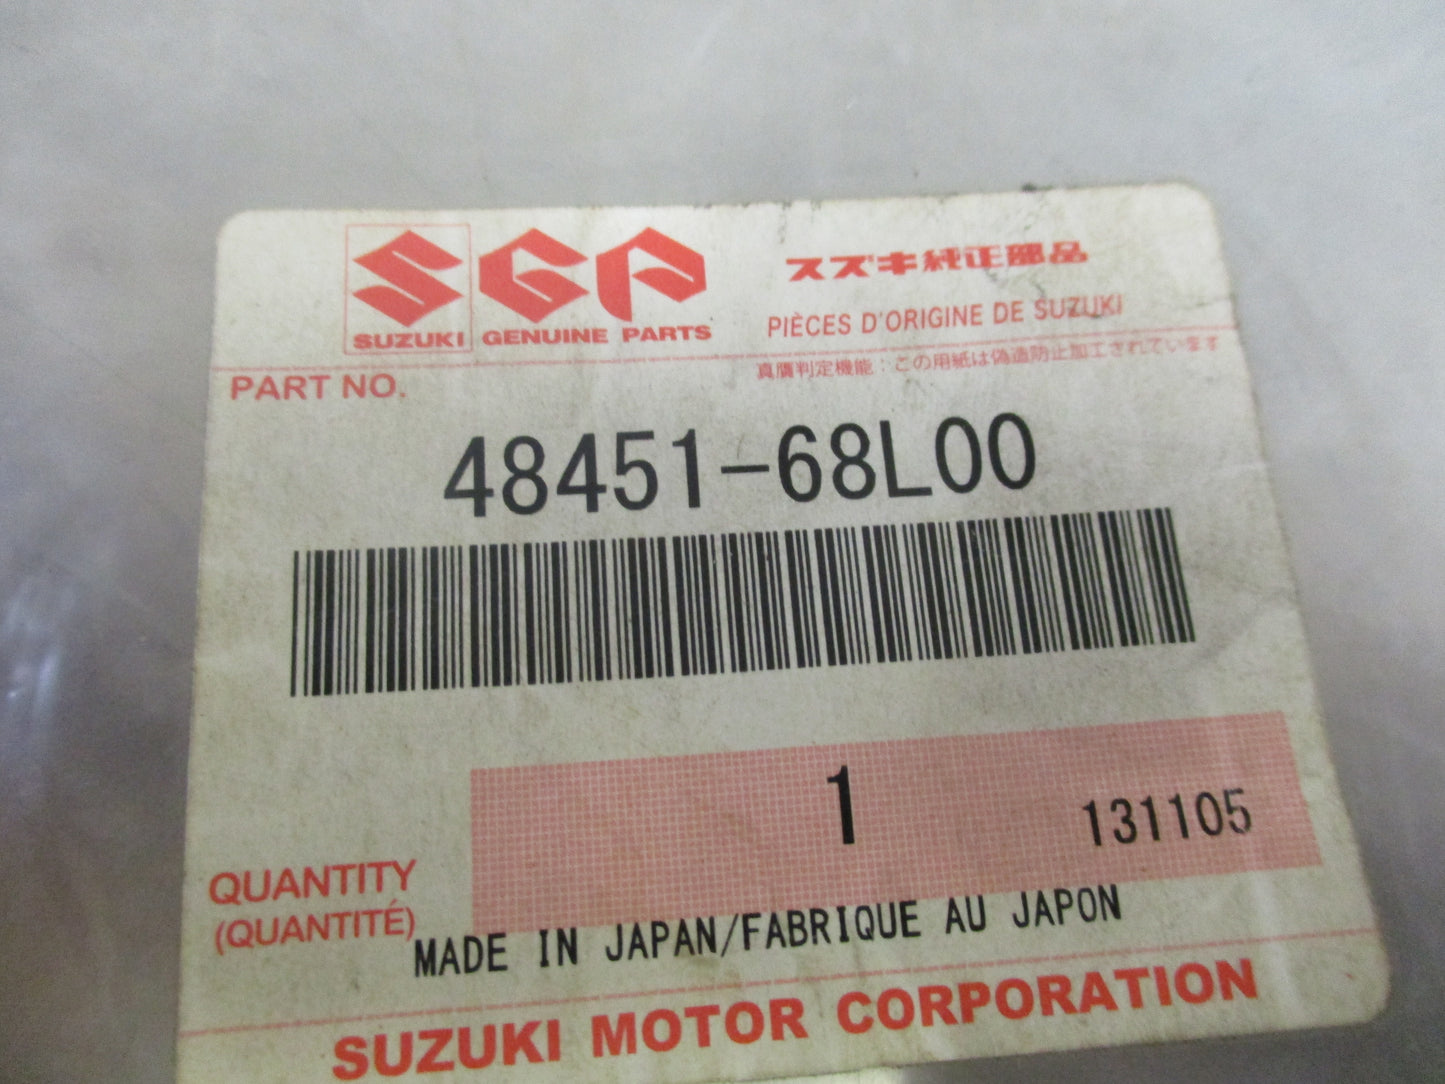 SGP
SUZUKI GENUINE PARTS
スズキ純正部品
PIÈCES D'ORIGINE DE SUZUKI
真贋判定機能：この用紙は偽造防止加工されています
PART NO.
48451-68L00
1
131105
QUANTITY
(QUANTITÉ)
MADE IN JAPAN/FABRIQUE AU JAPON
SUZUKI MOTOR CORPORATION